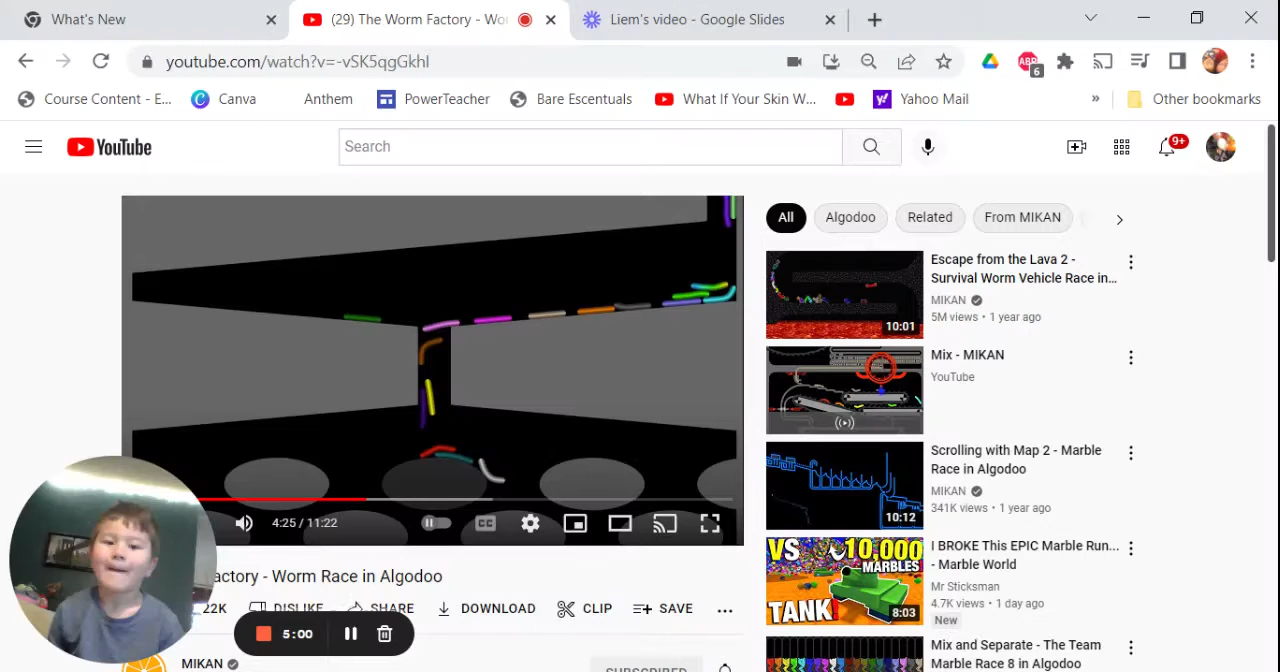 What's New
(29) The Worm Factory - Wo
Liem's video - Google Slides
youtube.com/watch?v=-vSK5qgGkhI
ABP
6
Course Content - E...
Canva
Anthem
PowerTeacher
Bare Escentuals
What If Your Skin W...
Yahoo Mail
»
Other bookmarks
YouTube
Search
9+
All
Algodoo
Related
From MIKAN
Escape from the Lava 2 -
Survival Worm Vehicle Race in...
MIKAN
5M views • 1 year ago
10:01
Mix - MIKAN
YouTube
Scrolling with Map 2 - Marble
Race in Algodoo
MIKAN
341K views • 1 year ago
10:12
I BROKE This EPIC Marble Run...
- Marble World
Mr Sticksman
4.7K views • 1 day ago
New
VS 10,000
MARBLES
TANK!
8:03
Mix and Separate - The Team
Marble Race 8 in Algodoo
4:25 / 11:22
CC
actory - Worm Race in Algodoo
22K
DISLIKE
SHARE
DOWNLOAD
CLIP
SAVE
5:00
MIKAN
SUBSCRIBED